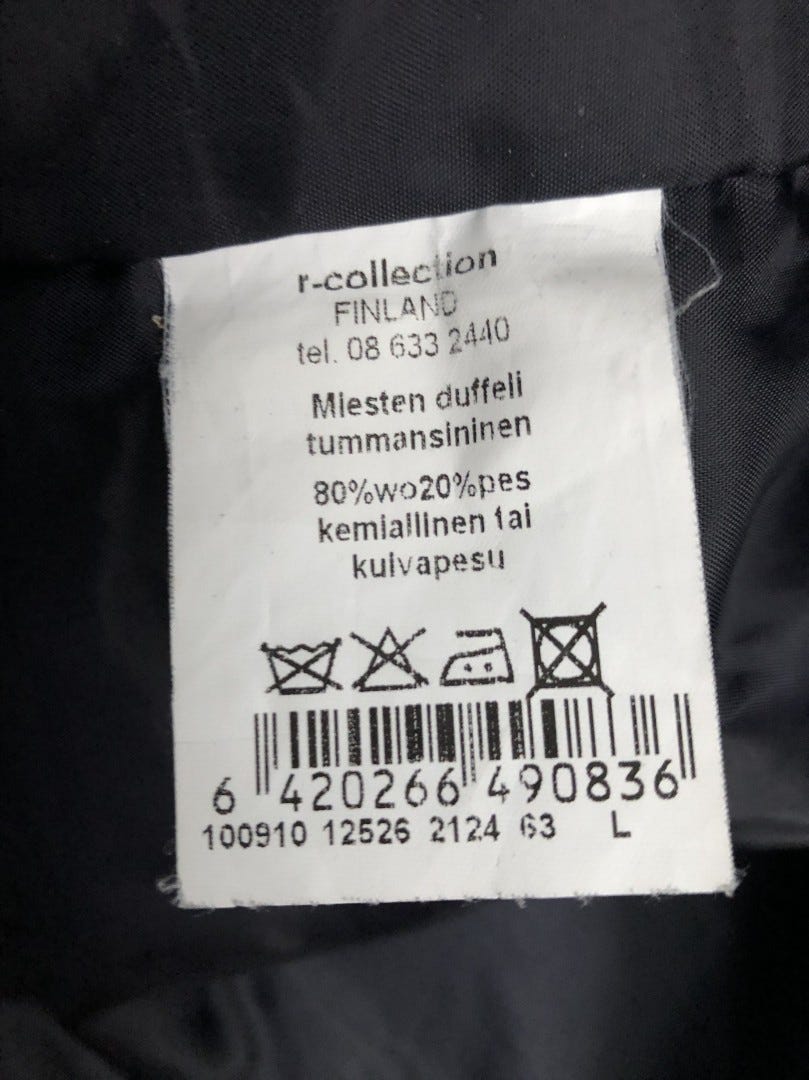 r-collection
FINLAND
tel. 08 633 2440
Miesten duffeli
tummansininen
80%wo20%pes
kemiallinen tai
kuivapesu
6 420266 490836
100910 12526 2124 63 L